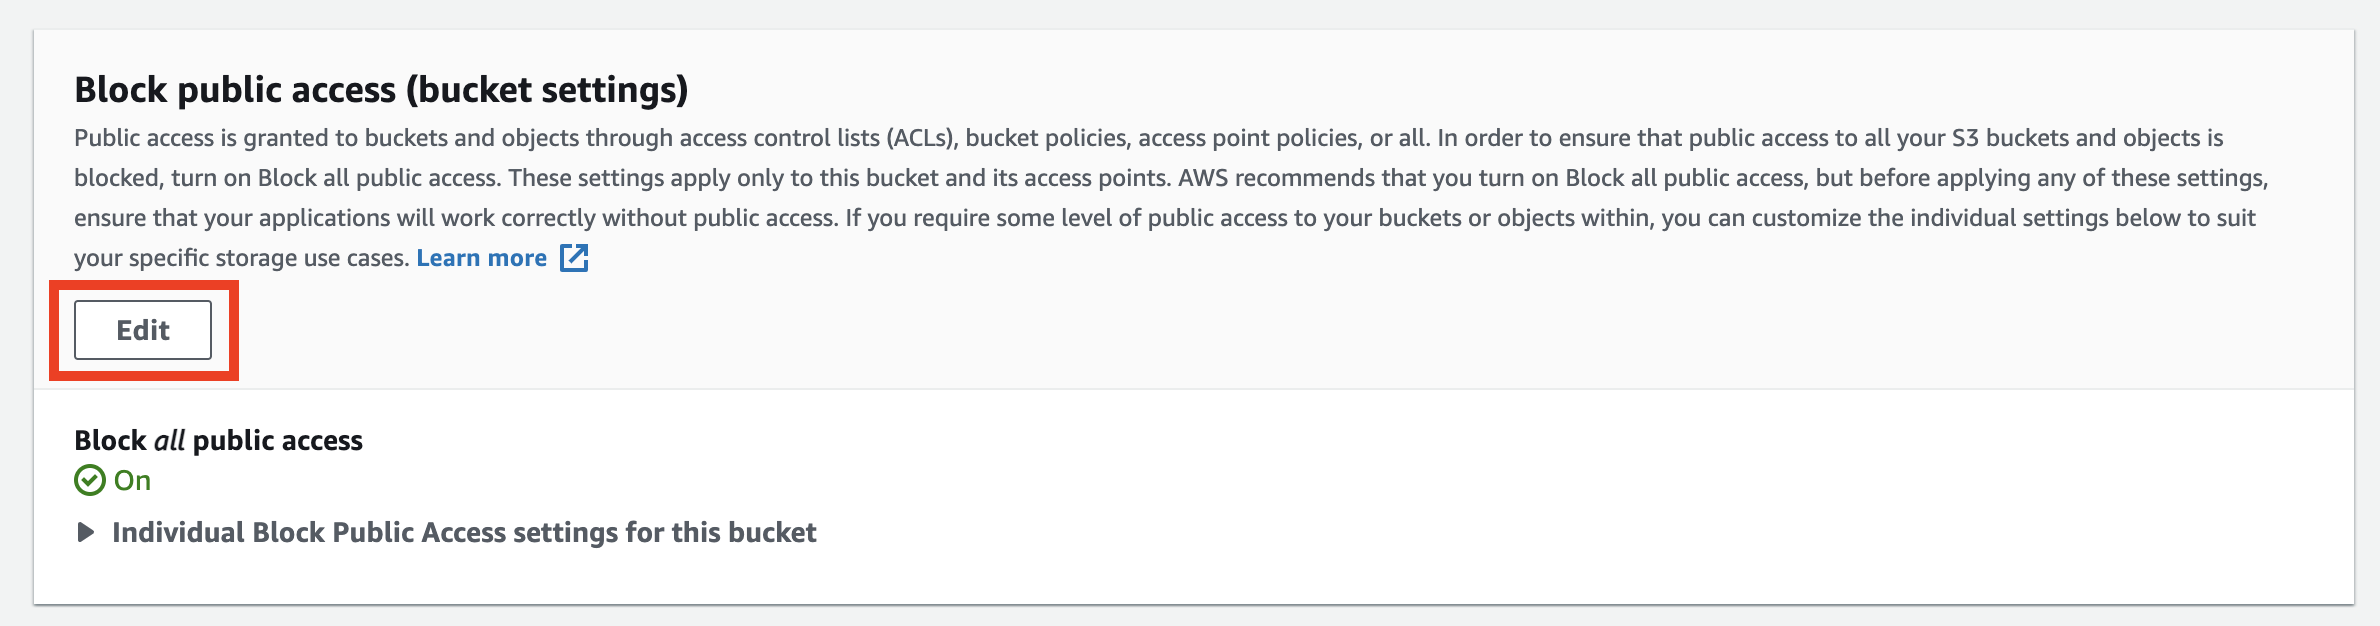 Block public access (bucket settings)
Public access is granted to buckets and objects through access control lists (ACLs), bucket policies, access point policies, or all. In order to ensure that public access to all your S3 buckets and objects is
blocked, turn on Block all public access. These settings apply only to this bucket and its access points. AWS recommends that you turn on Block all public access, but before applying any of these settings,
ensure that your applications will work correctly without public access. If you require some level of public access to your buckets or objects within, you can customize the individual settings below to suit
your specific storage use cases. Learn more
Edit
Block all public access
On
Individual Block Public Access settings for this bucket